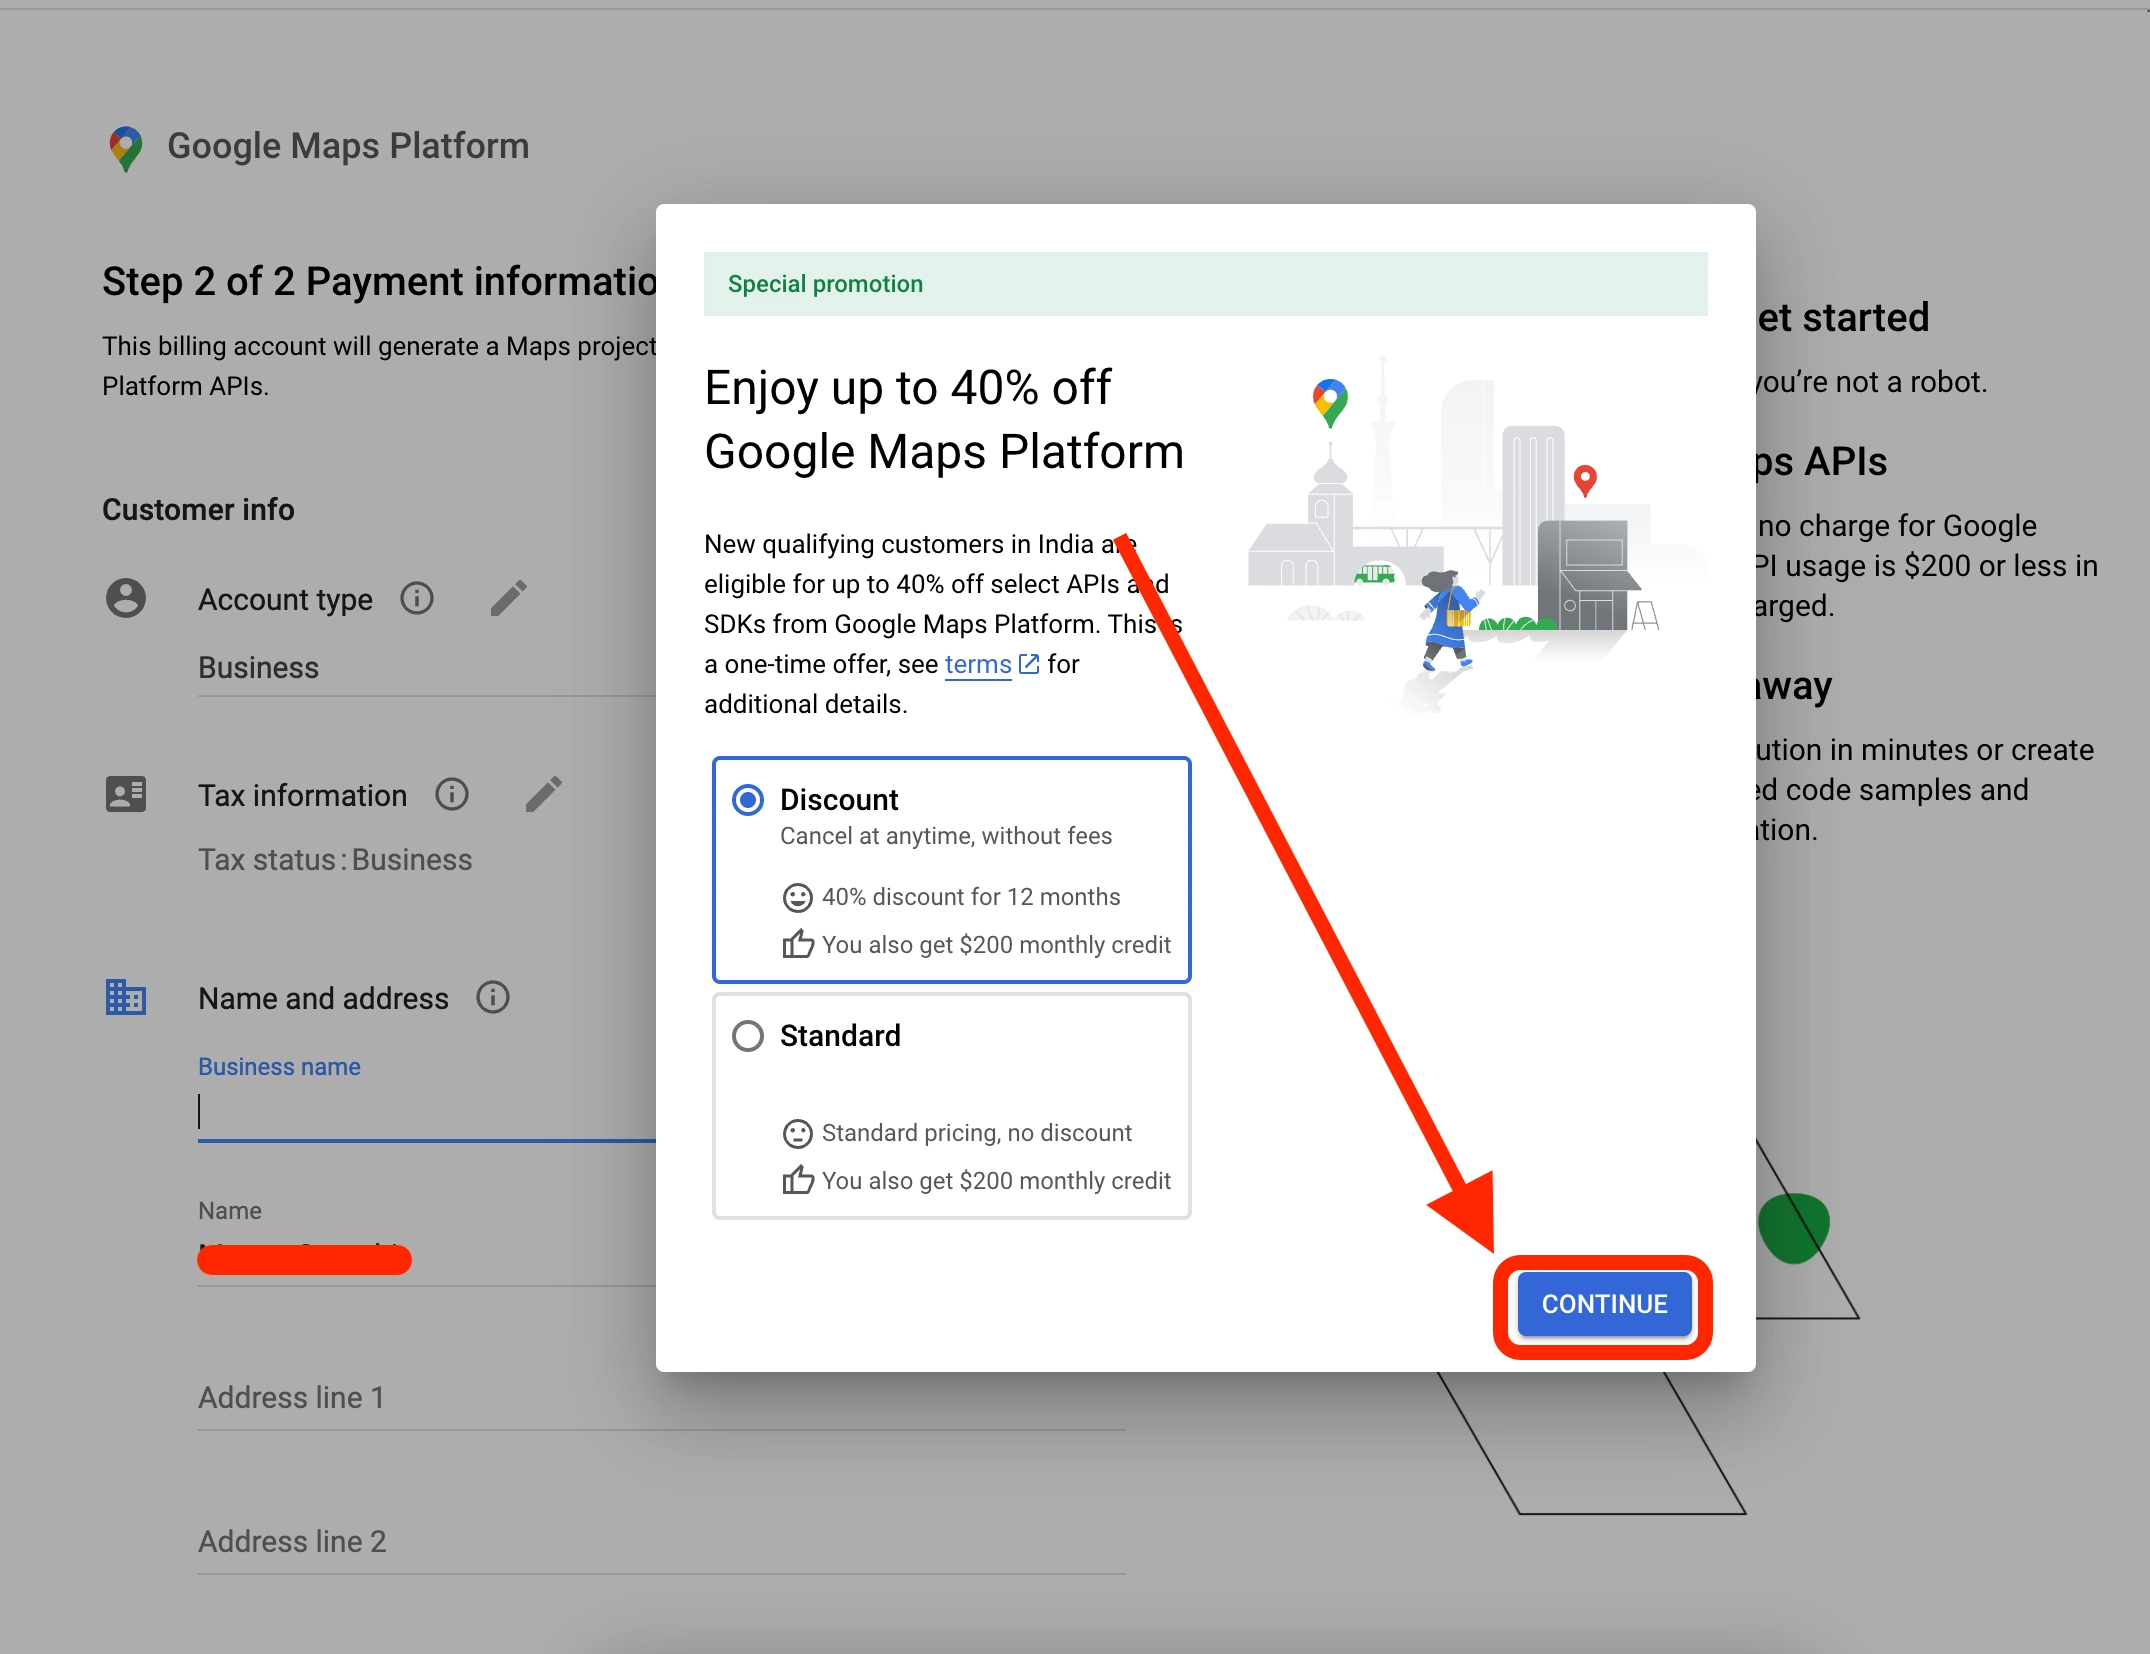 Google Maps Platform
Step 2 of 2 Payment informatio
This billing account will generate a Maps project
Platform APIs.
Customer info
Account type
Business
Tax information
Tax status : Business
Name and address
Business name
Name
Address line 1
Address line 2
Special promotion
Enjoy up to 40% off
Google Maps Platform
New qualifying customers in India are
eligible for up to 40% off select APIs and
SDKs from Google Maps Platform. This is
a one-time offer, see terms for
additional details.
Discount
Cancel at anytime, without fees
40% discount for 12 months
You also get $200 monthly credit
Standard
Standard pricing, no discount
You also get $200 monthly credit
CONTINUE
et started
you're not a robot.
ps APIs
no charge for Google
PI usage is $200 or less in
arged.
away
ution in minutes or create
ed code samples and
ation.